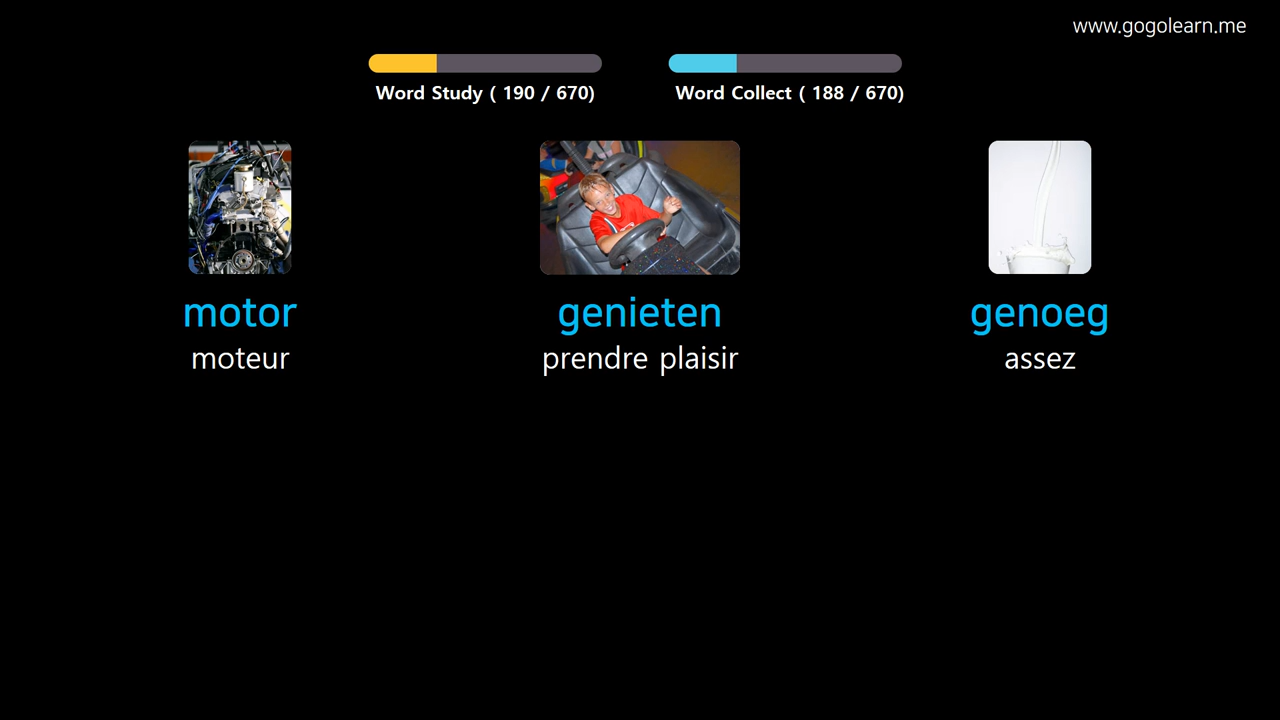 www.gogolearn.me
Word Study ( 190 / 670)
Word Collect ( 188 / 670)
motor
moteur
genieten
prendre plaisir
genoeg
assez